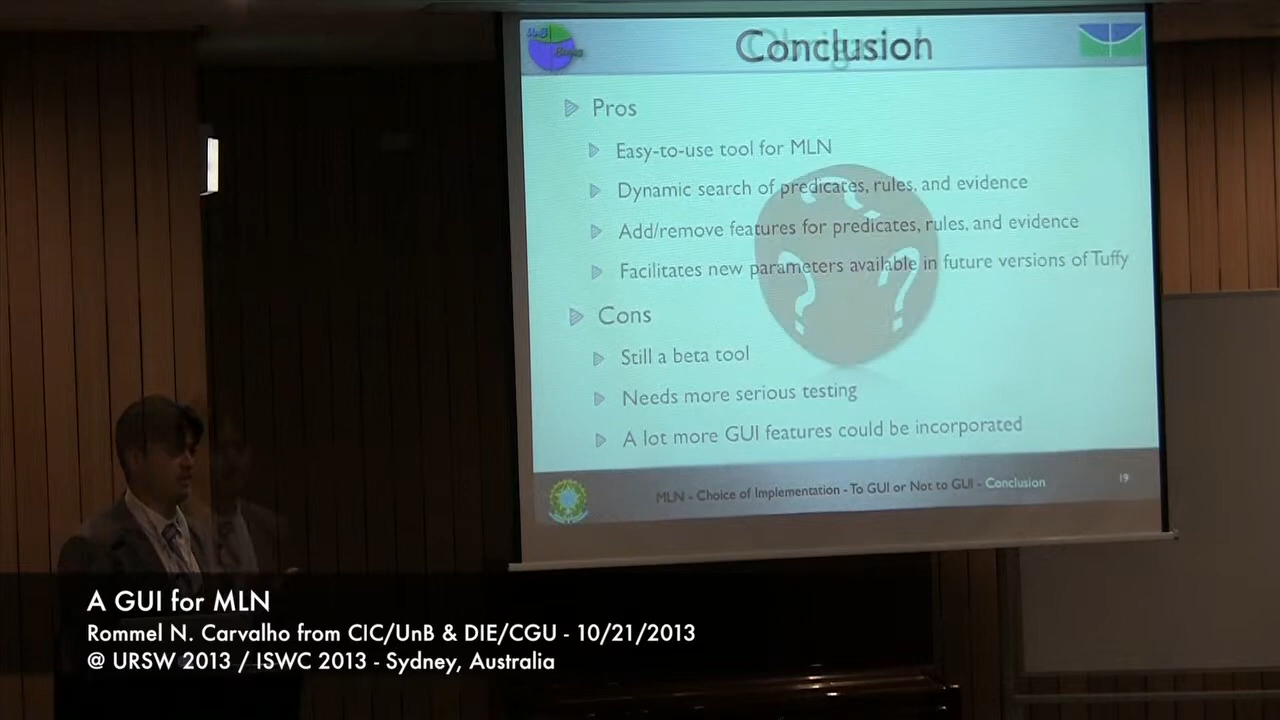 Conclusion
Pros
Easy-to-use tool for MLN
Dynamic search of predicates, rules, and evidence
Add/remove features for predicates, rules, and evidence
Facilitates new parameters available in future versions of Tuffy
Cons
Still a beta tool
Needs more serious testing
A lot more GUI features could be incorporated
MLN - Choice of Implementation - To GUI or Not to GUI - Conclusion
19
A GUI for MLN
Rommel N. Carvalho from CIC/UnB & DIE/CGU - 10/21/2013
@ URSW 2013 / ISWC 2013 - Sydney, Australia